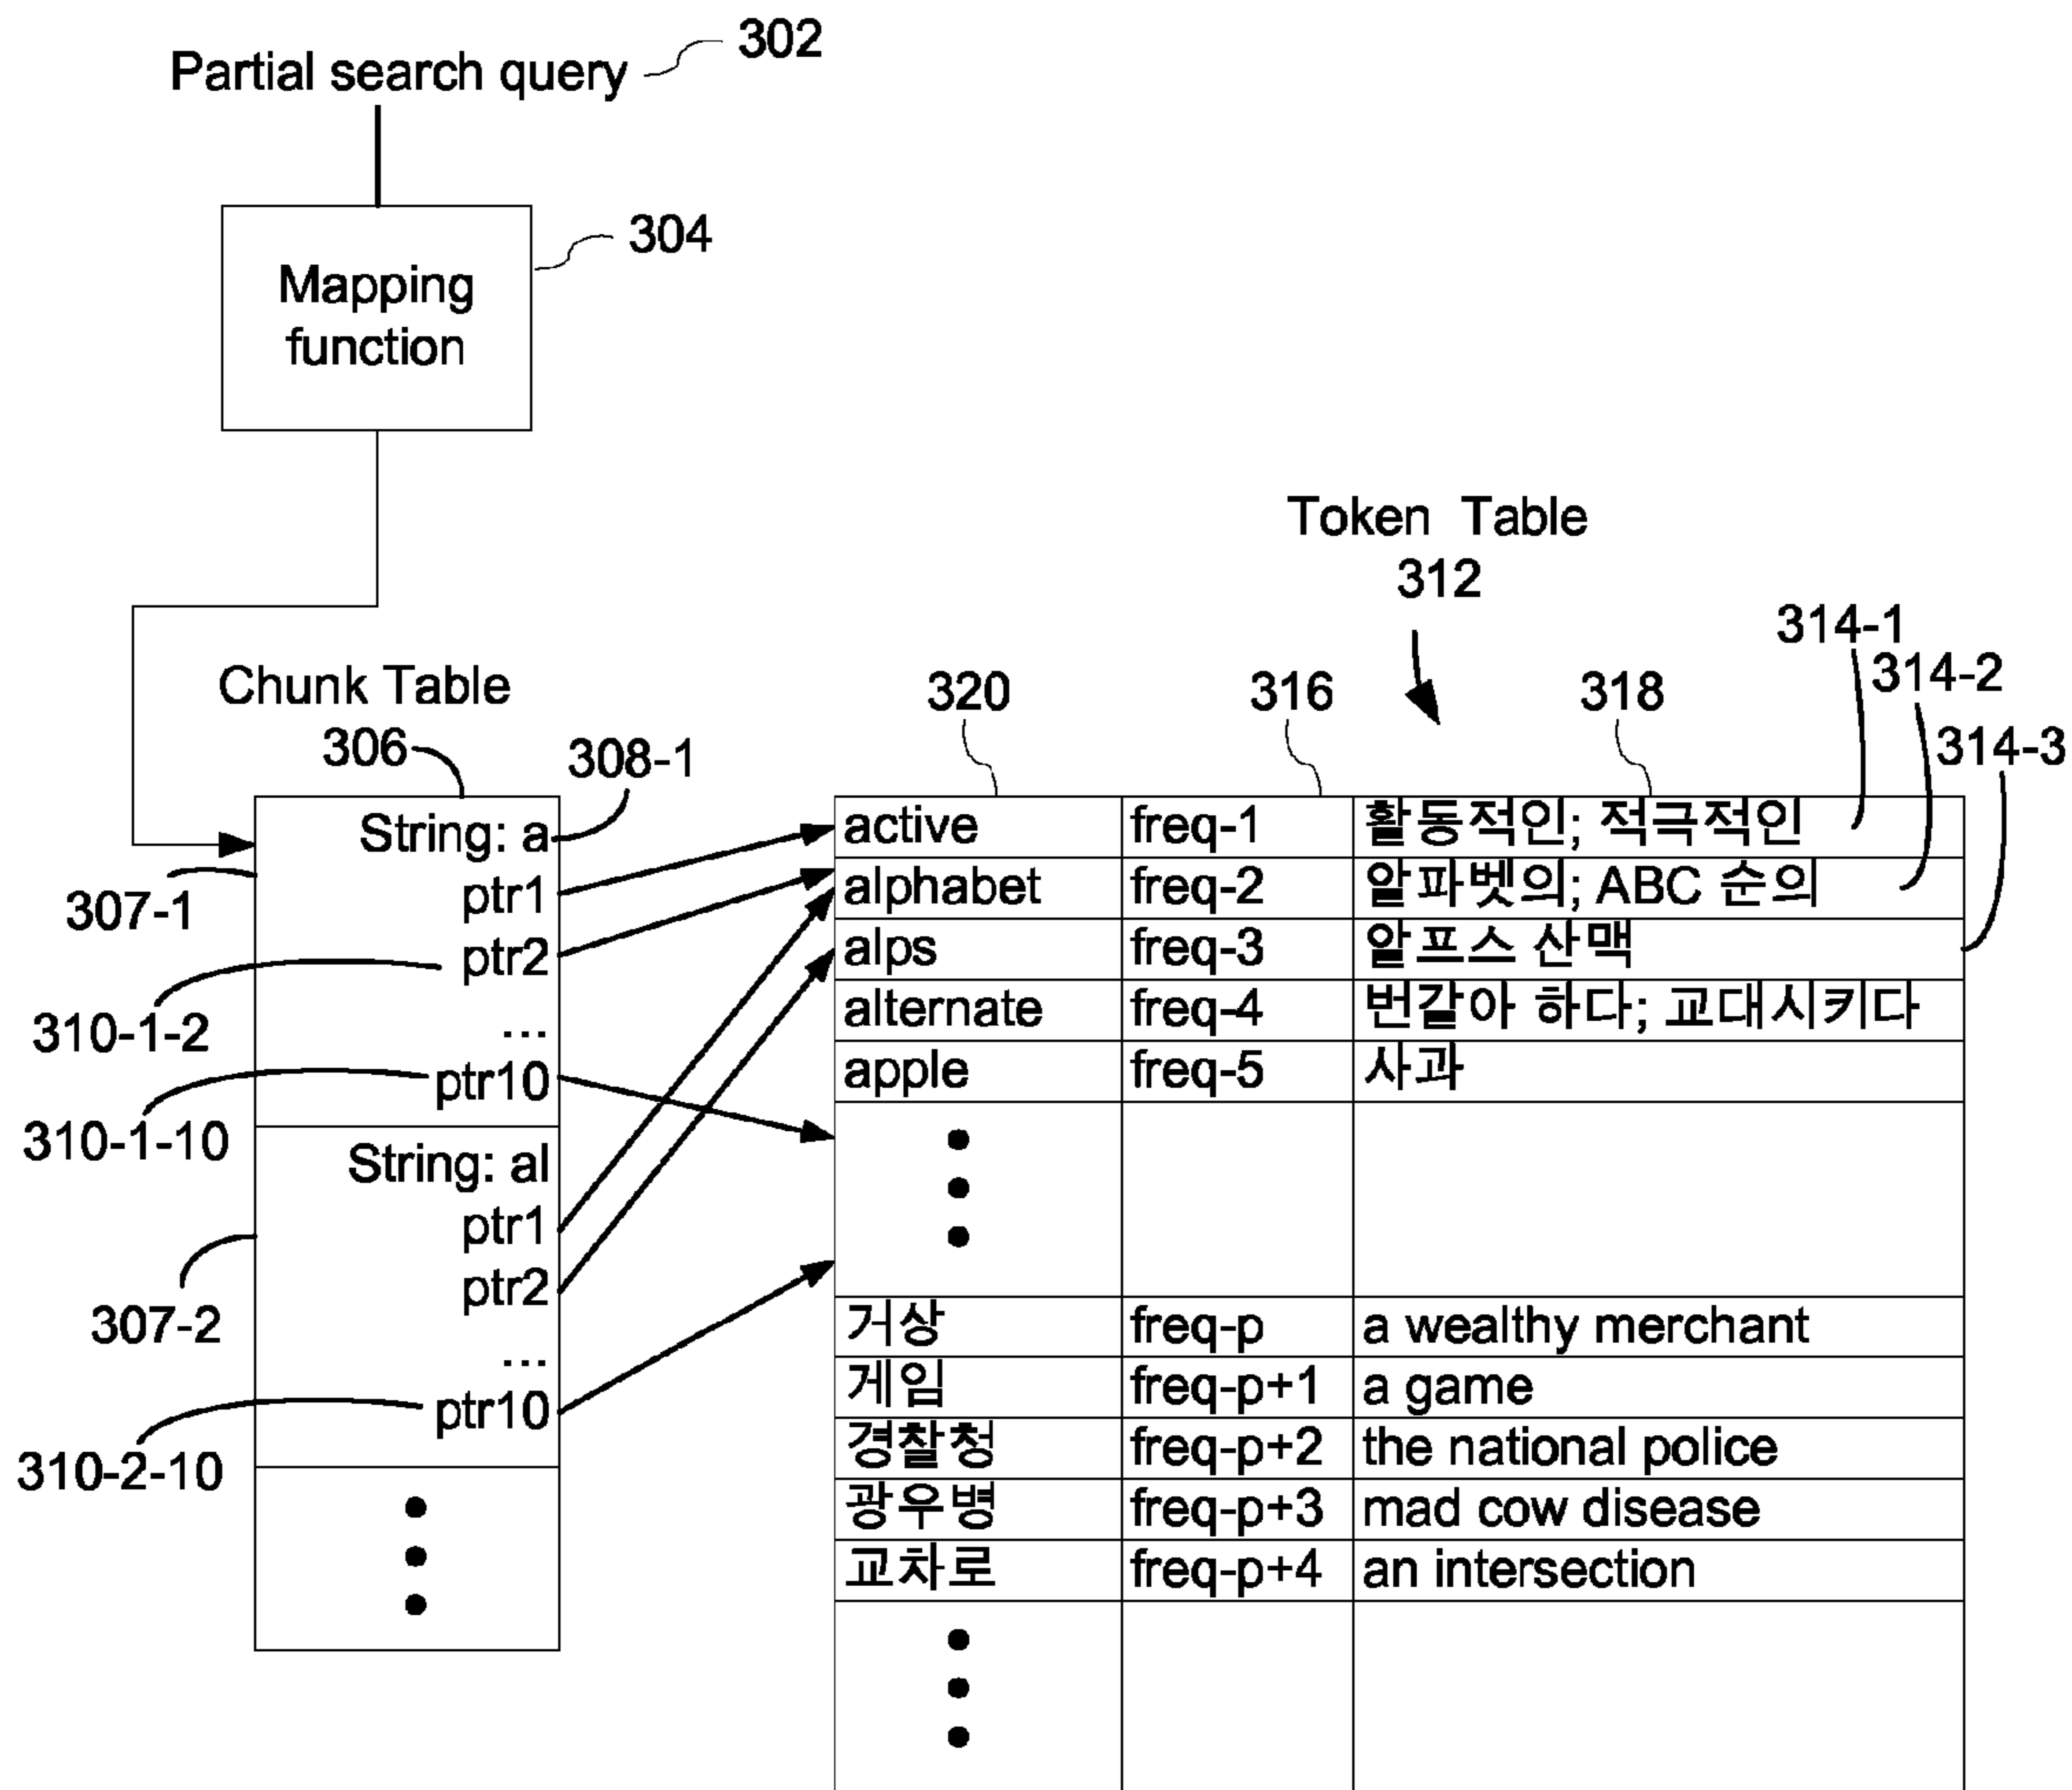 Partial search query
302
Mapping
function
304
Token Table
312
314-1
314-2
314-3
Chunk Table
306
308-1
320
316
318
String: a
ptr1
ptr2
...
ptr10
307-1
310-1-2
310-1-10
String: al
ptr1
ptr2
...
ptr10
307-2
310-2-10
active freq-1 활동적인; 적극적인
alphabet freq-2 알파벳의; ABC 순의
alps freq-3 알프스 산맥
alternate freq-4 번갈아 하다; 교대시키다
apple freq-5 사과
거상 freq-p a wealthy merchant
게임 freq-p+1 a game
경찰청 freq-p+2 the national police
광우병 freq-p+3 mad cow disease
교차로 freq-p+4 an intersection